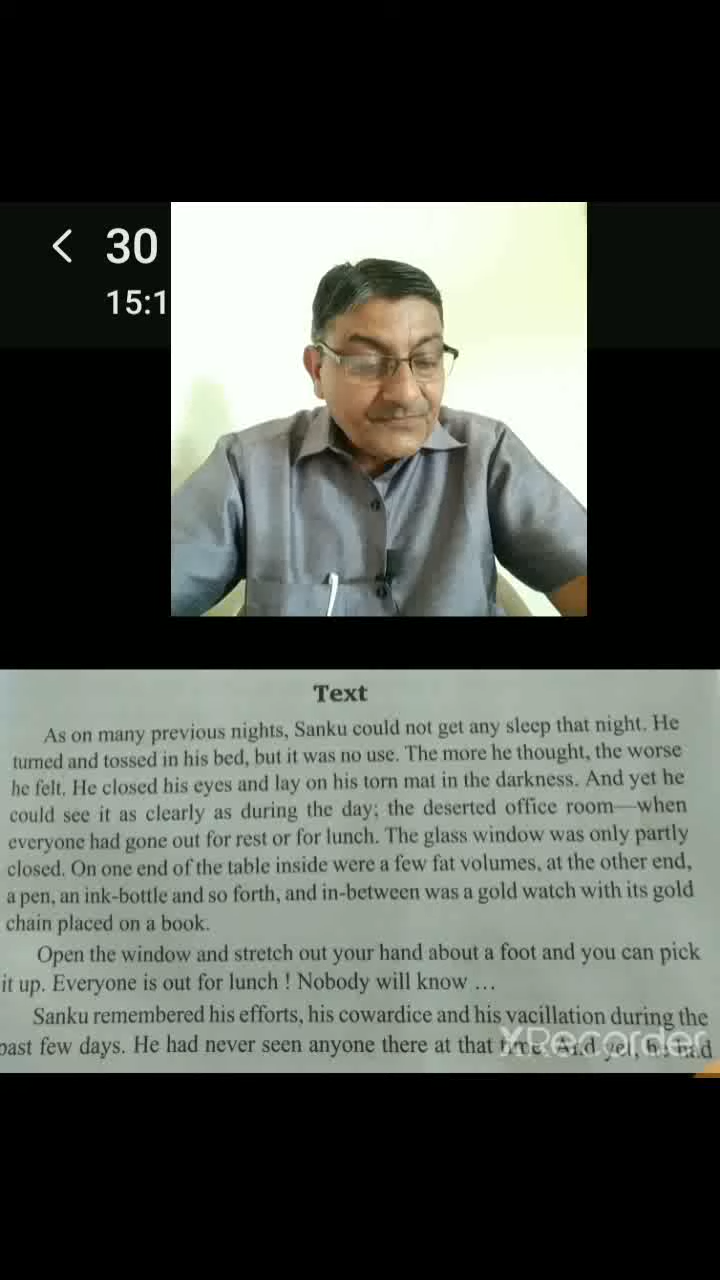 30
15:1
Text
As on many previous nights, Sanku could not get any sleep that night. He
turned and tossed in his bed, but it was no use. The more he thought, the worse
he felt. He closed his eyes and lay on his torn mat in the darkness. And yet he
could see it as clearly as during the day; the deserted office room—when
everyone had gone out for rest or for lunch. The glass window was only partly
closed. On one end of the table inside were a few fat volumes, at the other end,
a pen, an ink-bottle and so forth, and in-between was a gold watch with its gold
chain placed on a book.
Open the window and stretch out your hand about a foot and you can pick
it up. Everyone is out for lunch ! Nobody will know ...
Sanku remembered his efforts, his cowardice and his vacillation during the
past few days. He had never seen anyone there at that time. And yet, he had
XRecorder